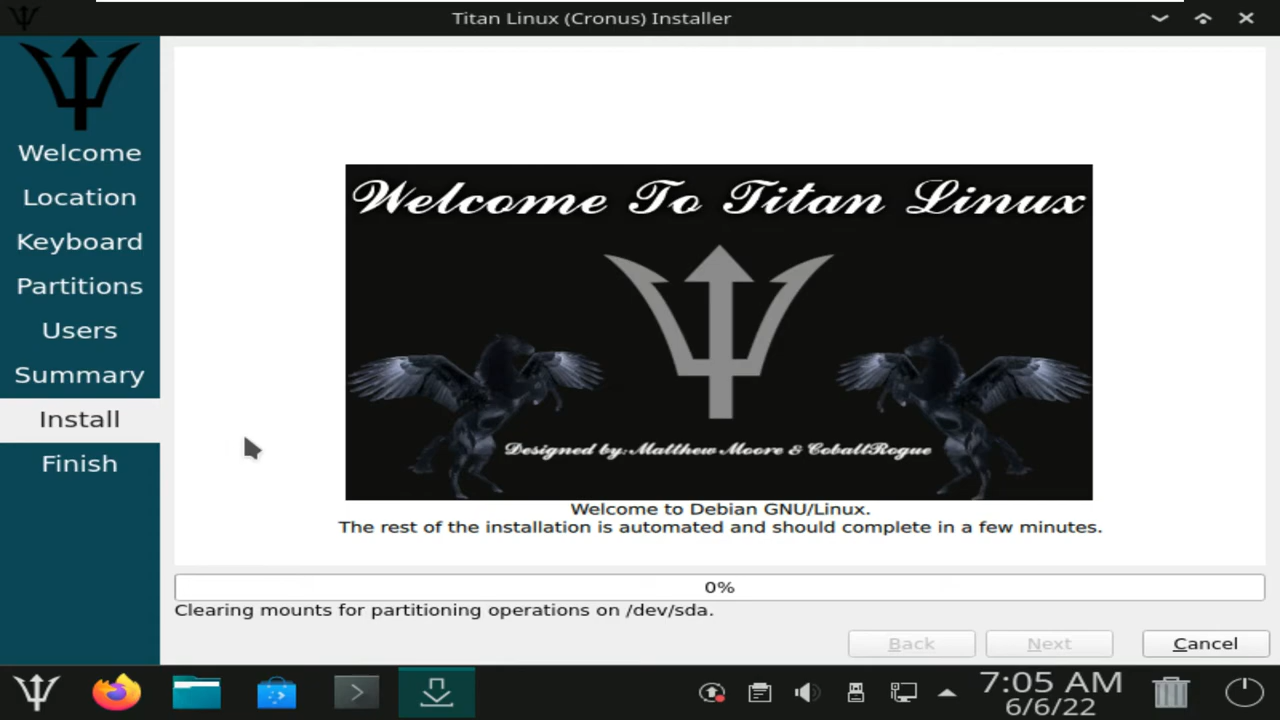 Titan Linux (Cronus) Installer
Welcome
Location
Keyboard
Partitions
Users
Summary
Install
Finish
Welcome To Titan Linux
Designed by: Matthew Moore & CobaltRogue
Welcome to Debian GNU/Linux.
The rest of the installation is automated and should complete in a few minutes.
0%
Clearing mounts for partitioning operations on /dev/sda.
Back
Next
Cancel
7:05 AM
6/6/22